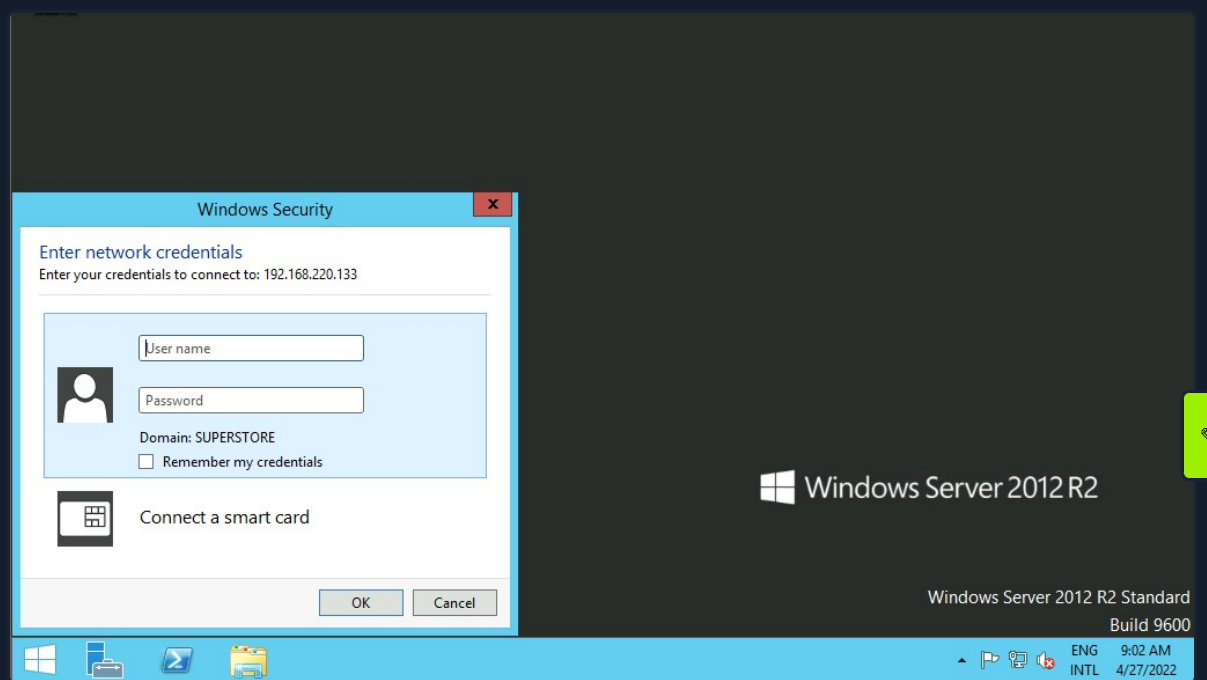 Windows Security
x
Enter network credentials
Enter your credentials to connect to: 192.168.220.133
User name
Password
Domain: SUPERSTORE
Remember my credentials
Connect a smart card
OK Cancel
Windows Server 2012 R2
Windows Server 2012 R2 Standard
Build 9600
ENG 9:02 AM
INTL 4/27/2022